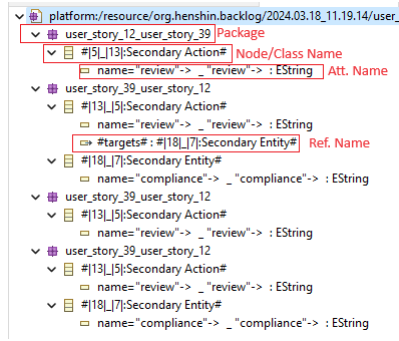 platform:/resource/org.henshin.backlog/2024.03.18_11.19.14/user_
user_story_12_user_story_39 Package
#|5|_|13|:Secondary Action# Node/Class Name
name="review"-> _ "review"-> : EString Att. Name
user_story_39_user_story_12
#|13|_|5|:Secondary Action#
name="review"-> _ "review"-> : EString
#targets# : #|18|_|7|:Secondary Entity# Ref. Name
#|18|_|7|:Secondary Entity#
name="compliance"-> _ "compliance"-> : EString
user_story_39_user_story_12
#|13|_|5|:Secondary Action#
name="review"-> _ "review"-> : EString
user_story_39_user_story_12
#|13|_|5|:Secondary Action#
name="review"-> _ "review"-> : EString
#|18|_|7|:Secondary Entity#
name="compliance"-> _ "compliance"-> : EString